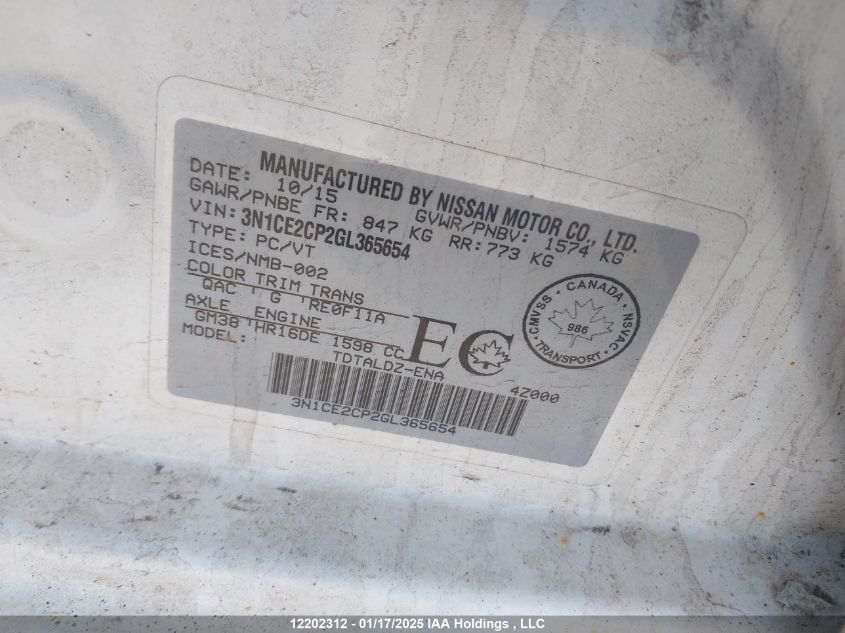 MANUFACTURED BY NISSAN MOTOR CO., LTD.
DATE: 10/15 GVWR/PNBV: 1574 KG
GAWR/PNBE FR: 847 KG RR: 773 KG
VIN: 3N1CE2CP2GL365654
TYPE: PC/VT
ICES/NMB-002
COLOR TRIM TRANS
QAC G RE0F11A
AXLE ENGINE
GM38 HR16DE 1598 CC
MODEL: TDTALDZ-ENA
EC
4Z000
3N1CE2CP2GL365654
CMVSS · CANADA · NSVAC · TRANSPORT ·
986
12202312 - 01/17/2025 IAA Holdings , LLC